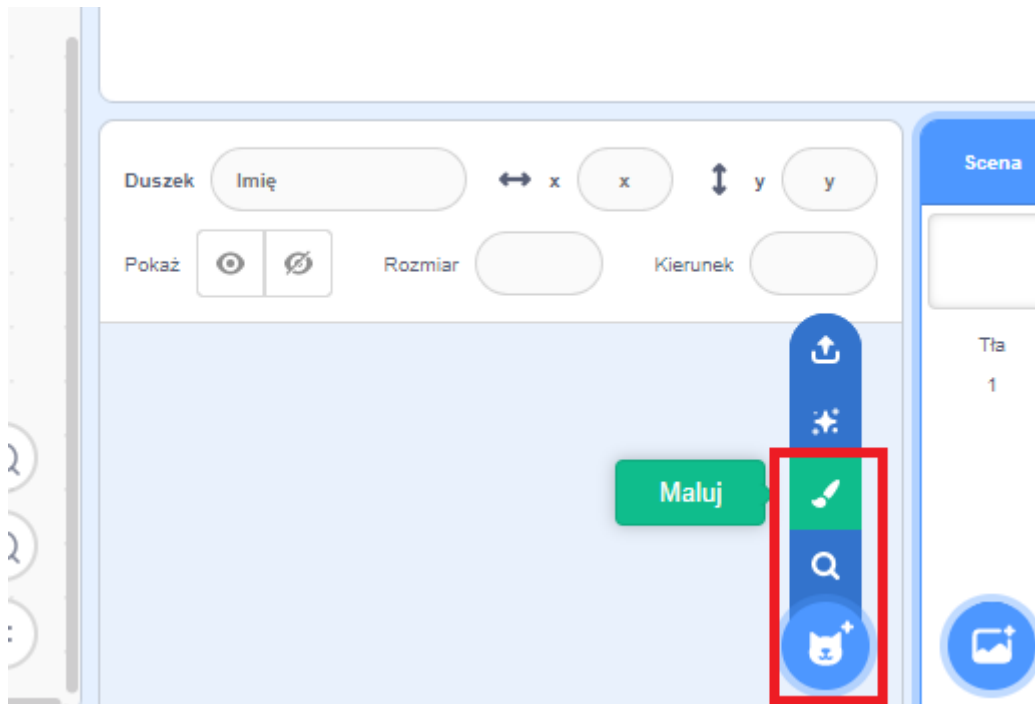 Duszek Imię x x y y
Pokaż Rozmiar Kierunek
Scena
Tła
1
Maluj